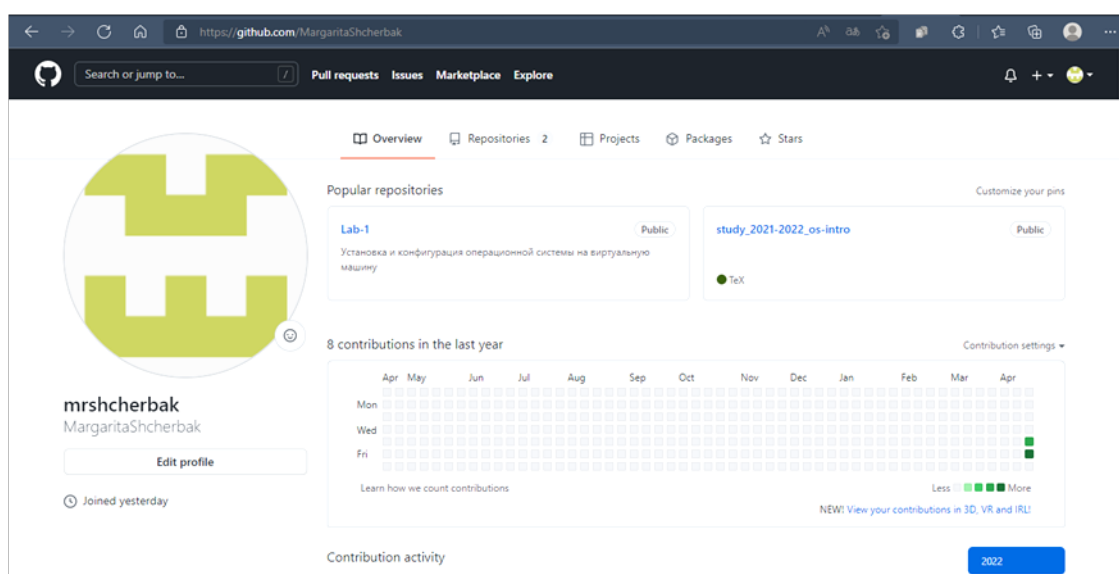 https://github.com/MargaritaShcherbak
Search or jump to... /
Pull requests Issues Marketplace Explore
Overview Repositories 2 Projects Packages Stars
Popular repositories Customize your pins
Lab-1 Public
Установка и конфигурация операционной системы на виртуальную
машину
study_2021-2022_os-intro Public
TeX
8 contributions in the last year Contribution settings
Apr May Jun Jul Aug Sep Oct Nov Dec Jan Feb Mar Apr
Mon
Wed
Fri
Learn how we count contributions Less More
NEW! View your contributions in 3D, VR and IRL!
mrshcherbak
MargaritaShcherbak
Edit profile
Joined yesterday
Contribution activity 2022